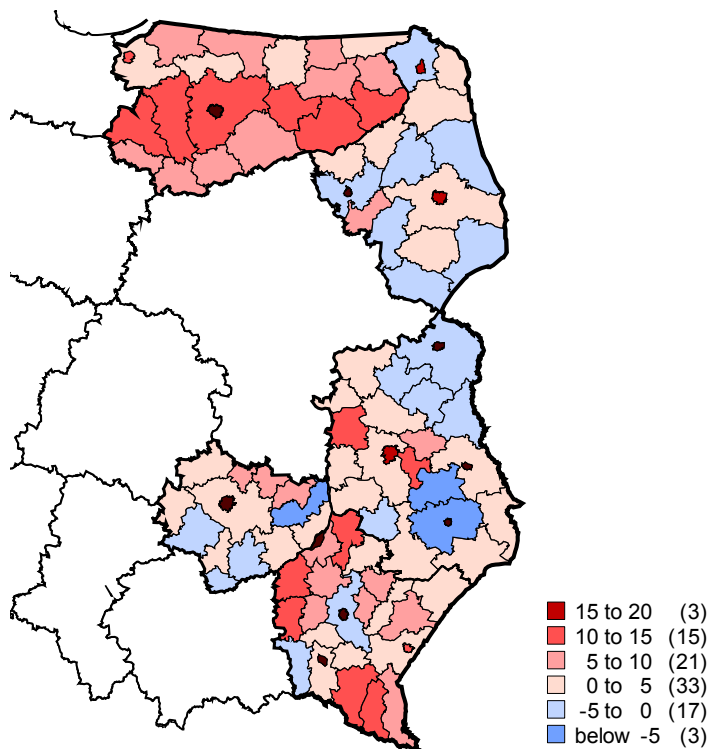 15 to 20 (3)
10 to 15 (15)
5 to 10 (21)
0 to 5 (33)
-5 to 0 (17)
below -5 (3)